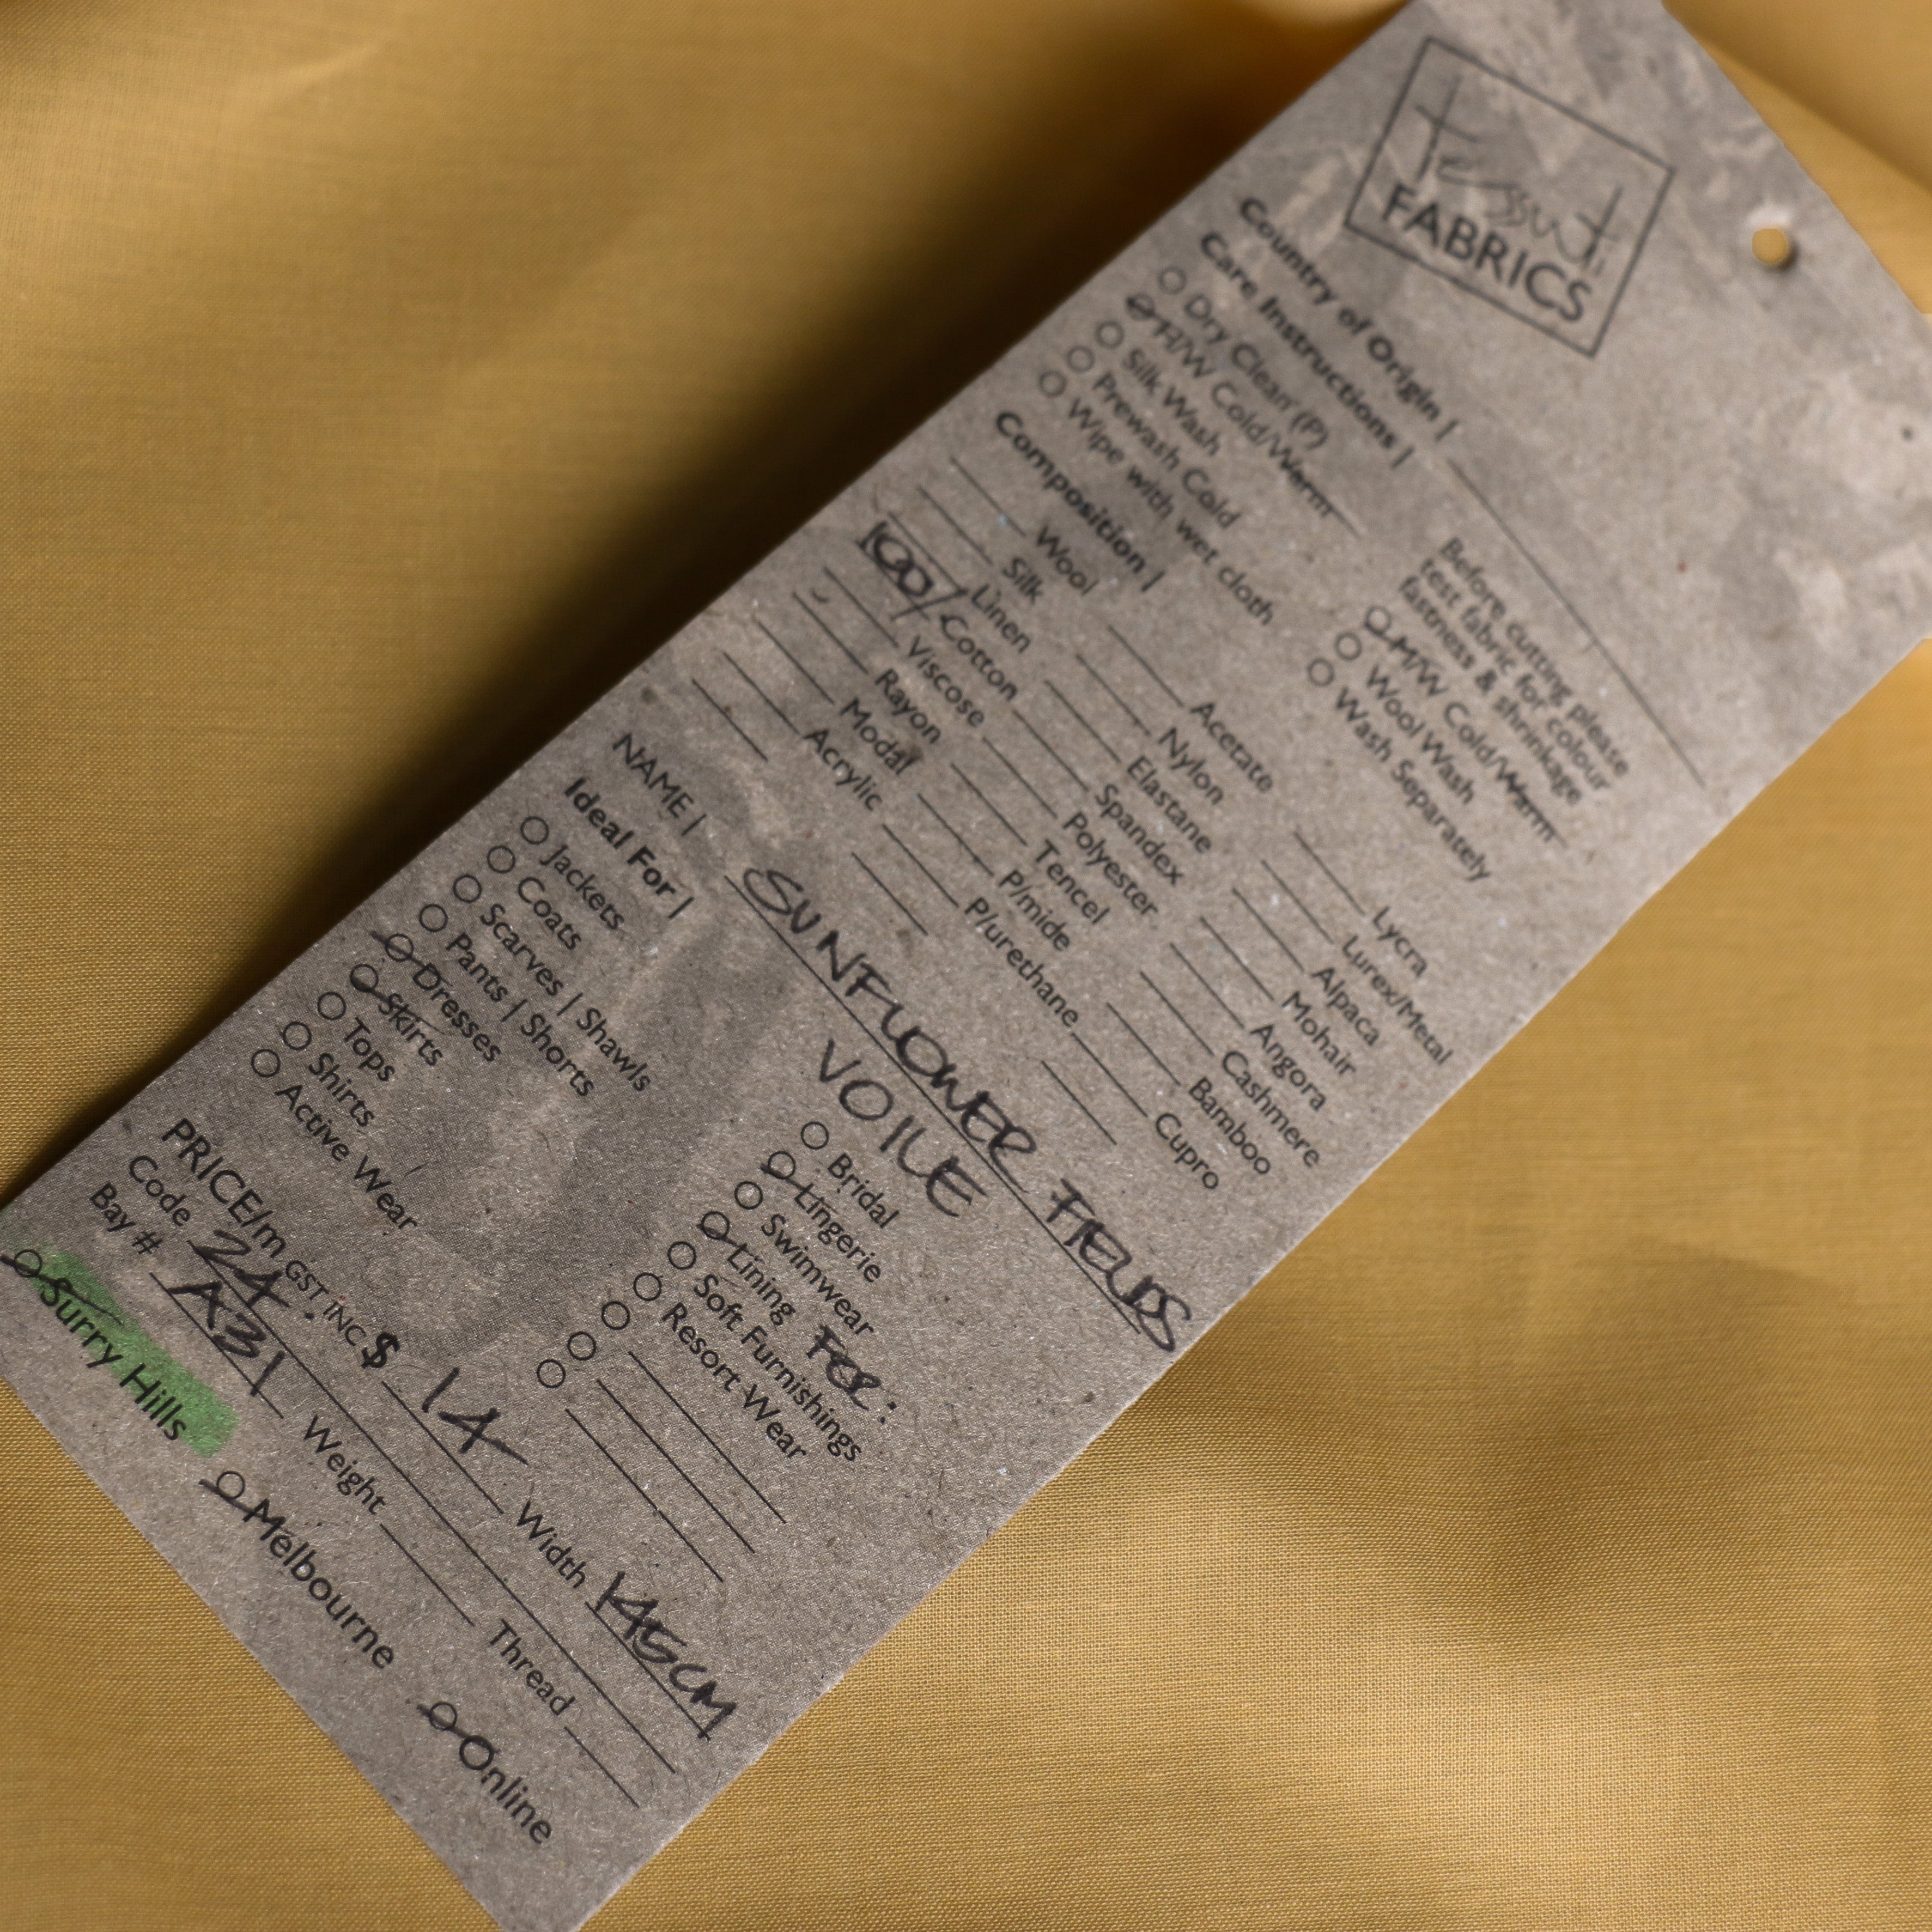 tessuti
FABRICS
Country of Origin |
Care Instructions |
Dry Clean (P)
H/W Cold/Warm
Silk Wash
Prewash Cold
Wipe with wet cloth
Before cutting please
test fabric for colour
fastness & shrinkage
M/W Cold/Warm
Wool Wash
Wash Separately
Composition |
Wool
Silk
Linen
100% Cotton
Viscose
Rayon
Modal
Acrylic
Acetate
Nylon
Elastane
Spandex
Polyester
Tencel
P/mide
P/urethane
Lycra
Lurex/Metal
Alpaca
Mohair
Angora
Cashmere
Bamboo
Cupro
NAME | SUNFLOWER FIELDS
VOILE
Ideal For |
Jackets
Coats
Scarves | Shawls
Pants | Shorts
Dresses
Skirts
Tops
Shirts
Active Wear
Bridal
Lingerie
Swimwear
Lining
Soft Furnishings
Resort Wear
PRICE/m GST INC $ 14 Width 145CM
Code 24.
Bay # A31 Weight Thread
Surry Hills Melbourne Online